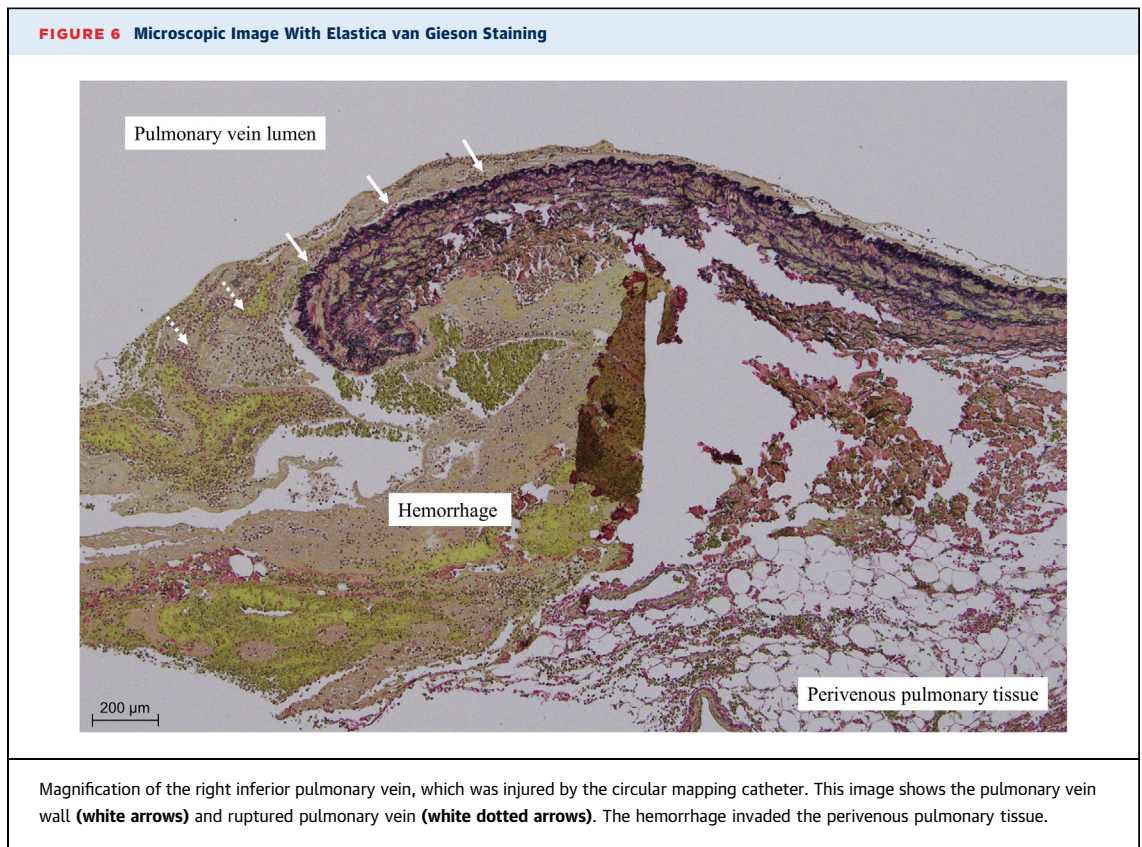 FIGURE 6 Microscopic Image With Elastica van Gieson Staining
Pulmonary vein lumen
Hemorrhage
Perivenous pulmonary tissue
200 µm
Magnification of the right inferior pulmonary vein, which was injured by the circular mapping catheter. This image shows the pulmonary vein
wall (white arrows) and ruptured pulmonary vein (white dotted arrows). The hemorrhage invaded the perivenous pulmonary tissue.